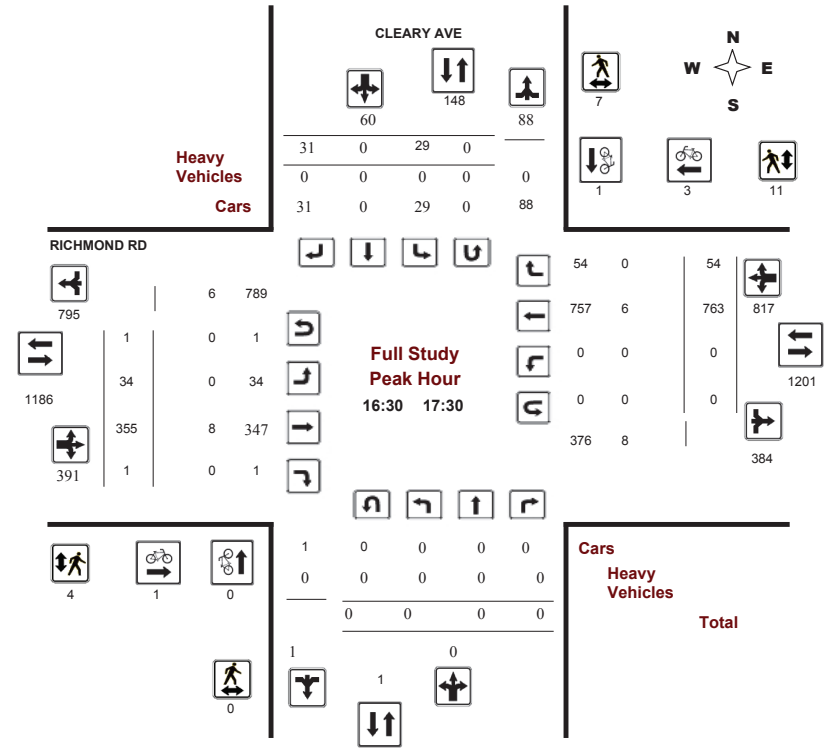 CLEARY AVE
N
W E
S
148
60
88
7
31 0 29 0
Heavy
Vehicles
0 0 0 0 0
Cars
31 0 29 0 88
1 3 11
RICHMOND RD
54 0 54
6 789
795
757 6 763 817
1 0 1
Full Study
Peak Hour
16:30 17:30
0 0 0
34 0 34
1186
1201
0 0 0
355 8 347
376 8
384
391
1 0 1
1 0 0 0 0
Cars
0 0 0 0 0
Heavy
Vehicles
4 1 0
0 0 0 0
Total
1 0
1
0